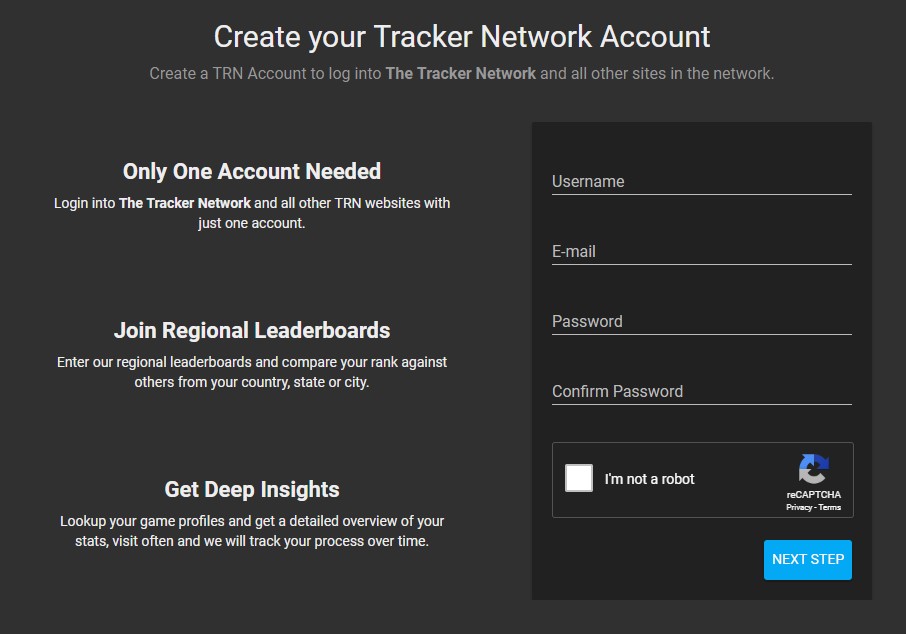 Create your Tracker Network Account
Create a TRN Account to log into The Tracker Network and all other sites in the network.
Only One Account Needed
Login into The Tracker Network and all other TRN websites with
just one account.
Join Regional Leaderboards
Enter our regional leaderboards and compare your rank against
others from your country, state or city.
Get Deep Insights
Lookup your game profiles and get a detailed overview of your
stats, visit often and we will track your process over time.
Username
E-mail
Password
Confirm Password
I'm not a robot
reCAPTCHA
Privacy - Terms
NEXT STEP